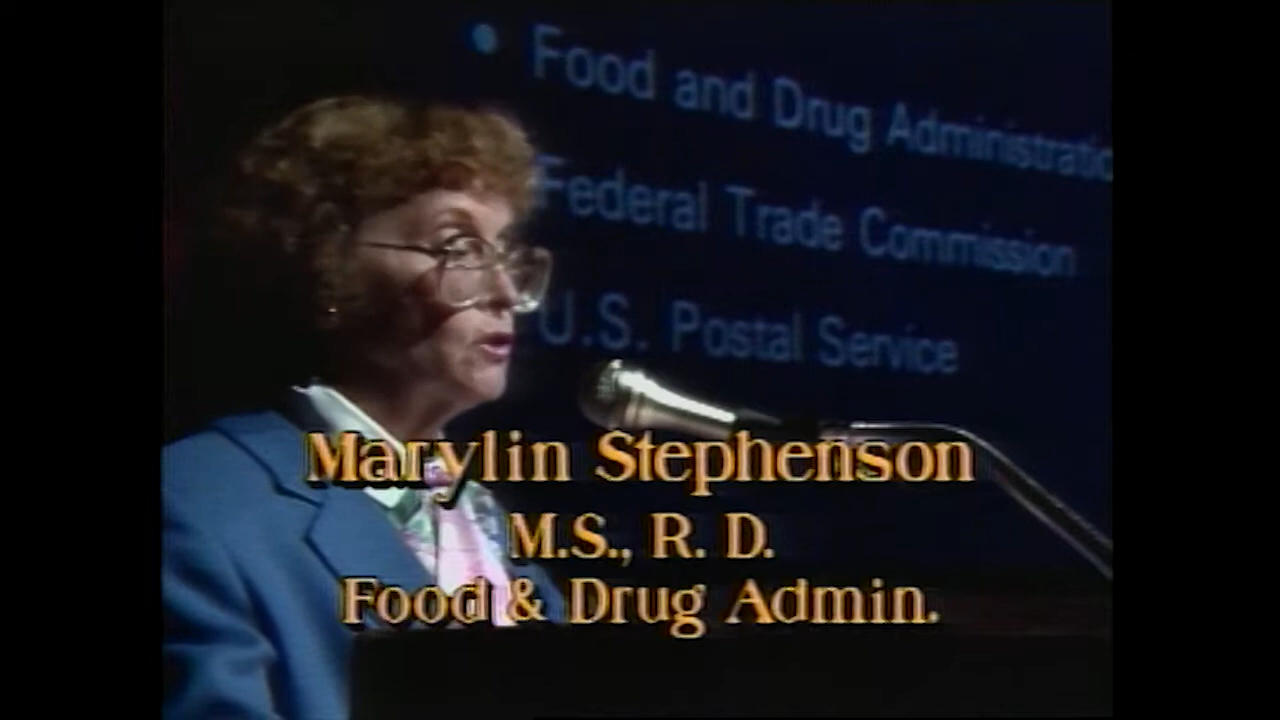 • Food and Drug Administratio
Federal Trade Commission
U.S. Postal Service
Marylin Stephenson
M.S., R. D.
Food & Drug Admin.